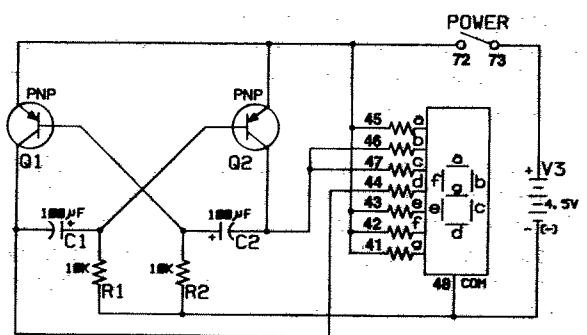 POWER
72 73
PNP
PNP
Q1
Q2
45 a
46 b
47 c
44 d
43 e
42 f
41 g
a
f g b
e c
d
+ V3
4.5V
- (-)
100µF
+ C1
100µF
+ C2
10K
R1
10K
R2
48 COM